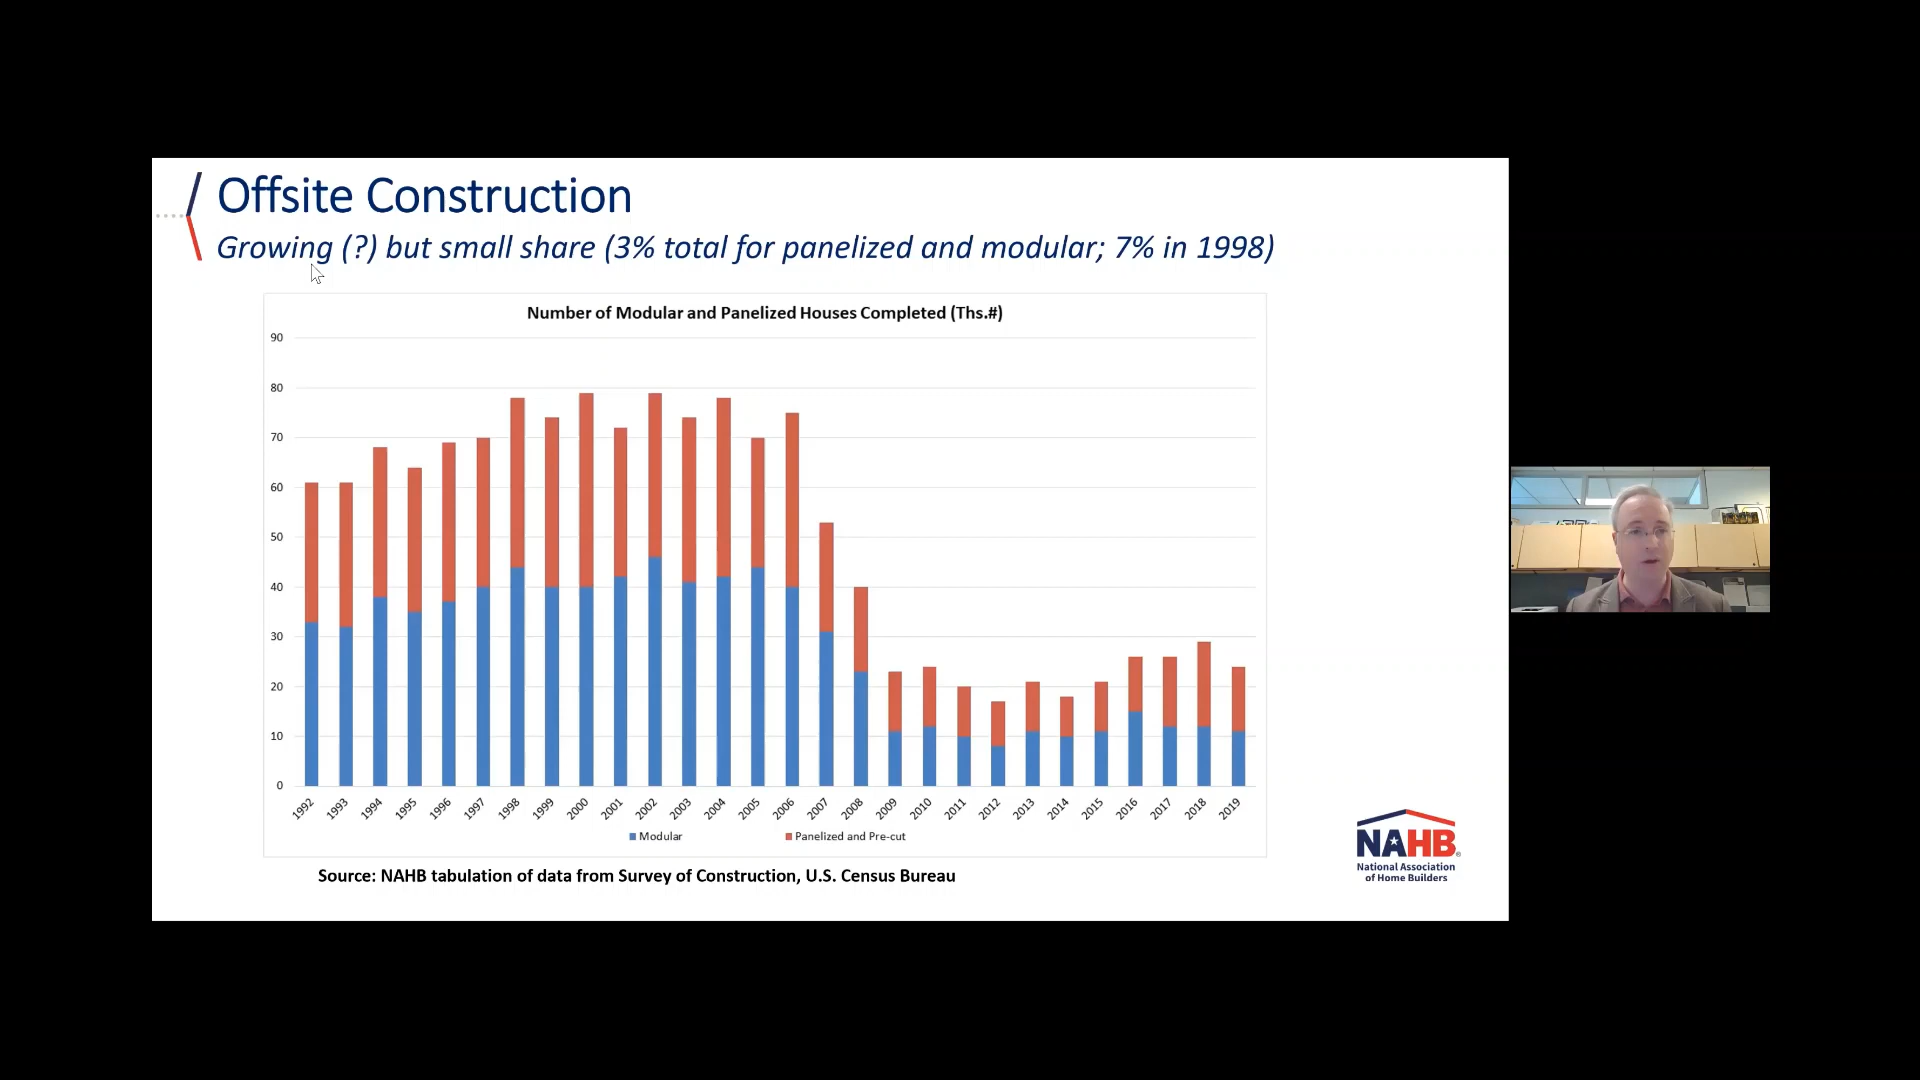 Offsite Construction
Growing (?) but small share (3% total for panelized and modular; 7% in 1998)
Number of Modular and Panelized Houses Completed (Ths.#)
90
80
70
60
50
40
30
20
10
0
1992 1993 1994 1995 1996 1997 1998 1999 2000 2001 2002 2003 2004 2005 2006 2007 2008 2009 2010 2011 2012 2013 2014 2015 2016 2017 2018 2019
Modular Panelized and Pre-cut
Source: NAHB tabulation of data from Survey of Construction, U.S. Census Bureau
NAHB®
National Association
of Home Builders